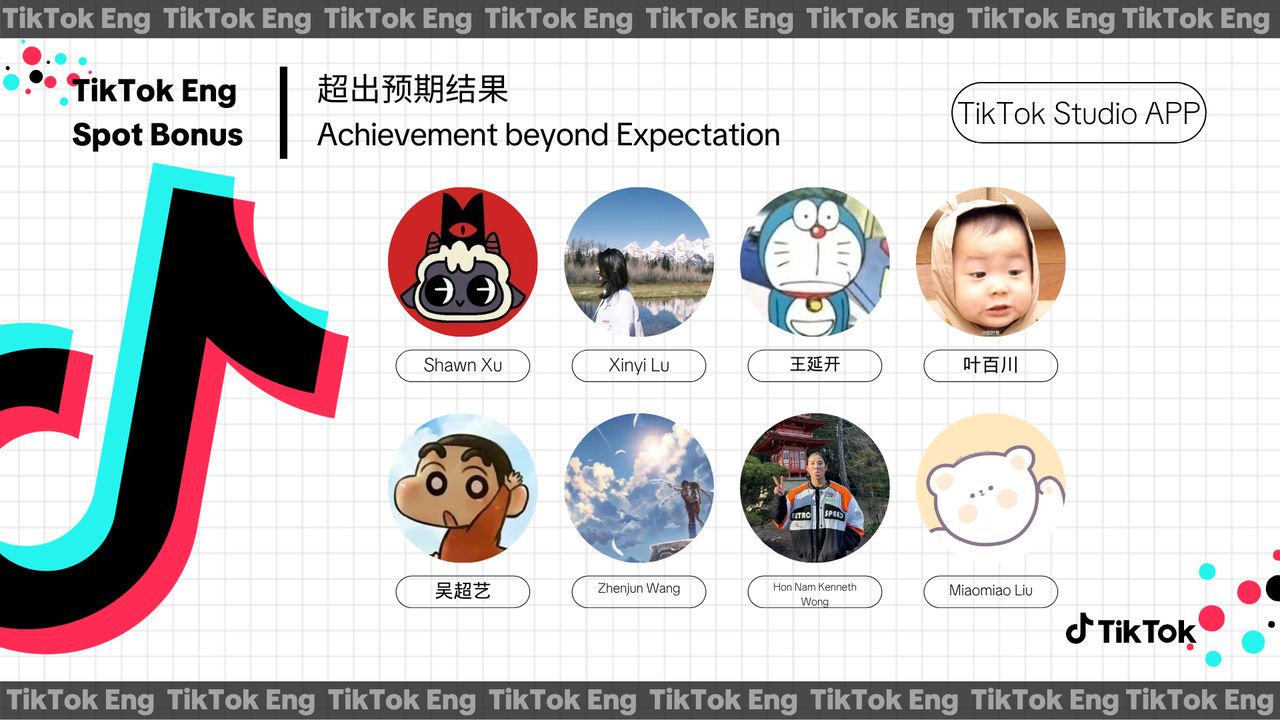 TikTok Eng TikTok Eng TikTok Eng TikTok Eng TikTok Eng TikTok Eng TikTok Eng TikTok Eng
TikTok Eng
Spot Bonus
超出预期结果
Achievement beyond Expectation
TikTok Studio APP
Shawn Xu
Xinyi Lu
王延开
叶百川
RETRO SPEED
吴超艺
Zhenjun Wang
Hon Nam Kenneth
Wong
Miaomiao Liu
TikTok
TikTok Eng TikTok Eng TikTok Eng TikTok Eng TikTok Eng TikTok Eng TikTok Eng TikTok Eng